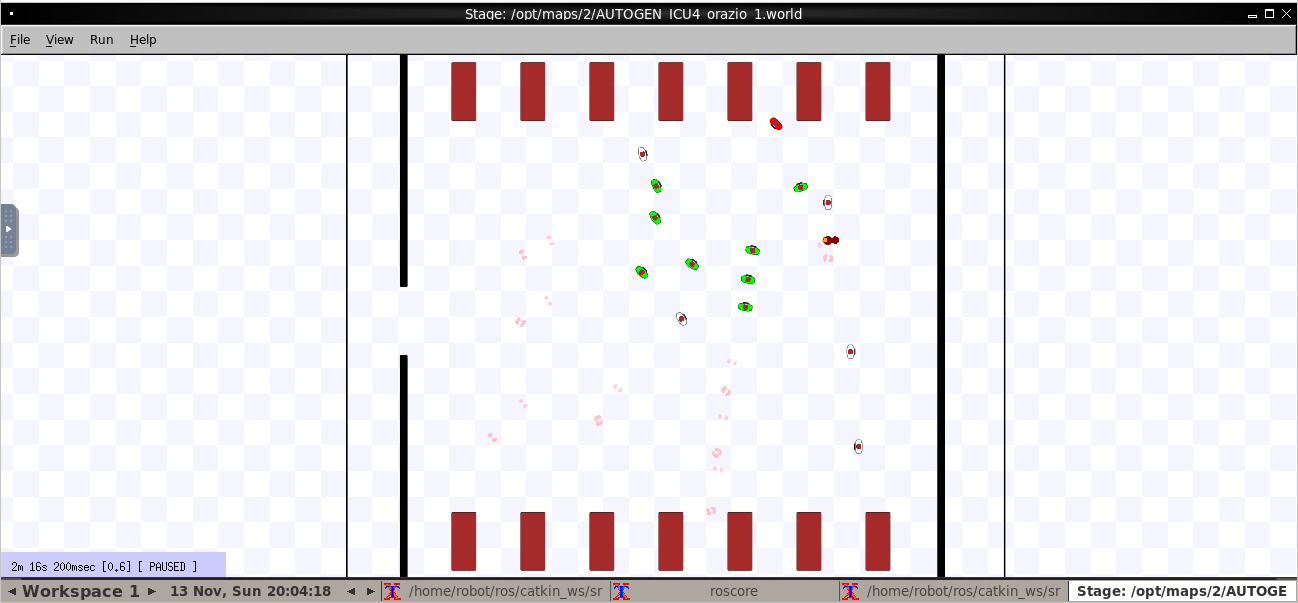 Stage: /opt/maps/2/AUTOGEN_ICU4_orazio_1.world
File View Run Help
2m 16s 200msec [0.6] [ PAUSED ]
Workspace 1 13 Nov, Sun 20:04:18 /home/robot/ros/catkin_ws/sr roscore /home/robot/ros/catkin_ws/sr Stage: /opt/maps/2/AUTOGE